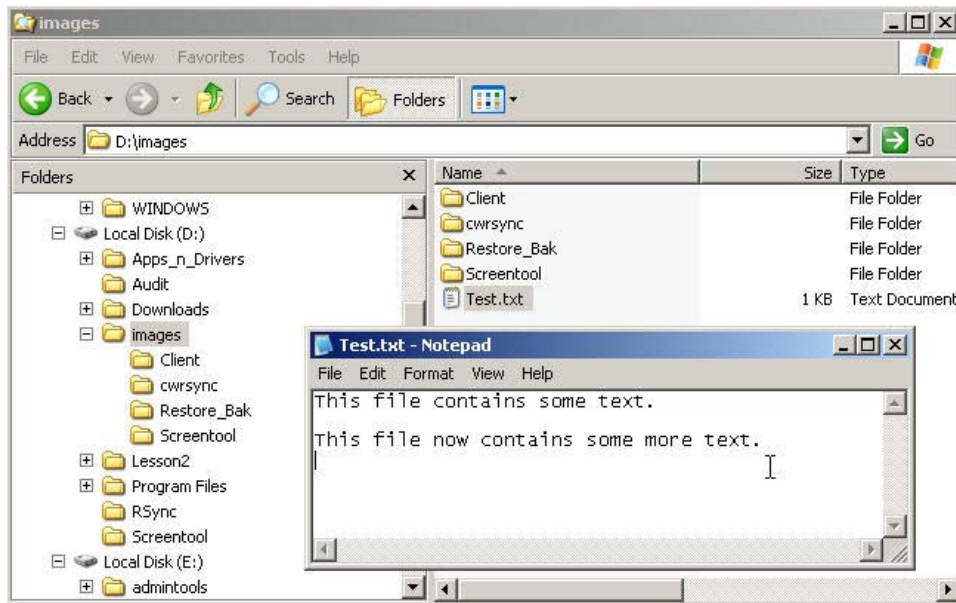 images
File Edit View Favorites Tools Help
Back Search Folders
Address D:\images Go
Folders
WINDOWS
Local Disk (D:)
Apps_n_Drivers
Audit
Downloads
images
Client
cwrsync
Restore_Bak
Screentool
Lesson2
Program Files
RSync
Screentool
Local Disk (E:)
admintools
Name Size Type
Client File Folder
cwrsync File Folder
Restore_Bak File Folder
Screentool File Folder
Test.txt 1 KB Text Document
Test.txt - Notepad
File Edit Format View Help
This file contains some text.
This file now contains some more text.